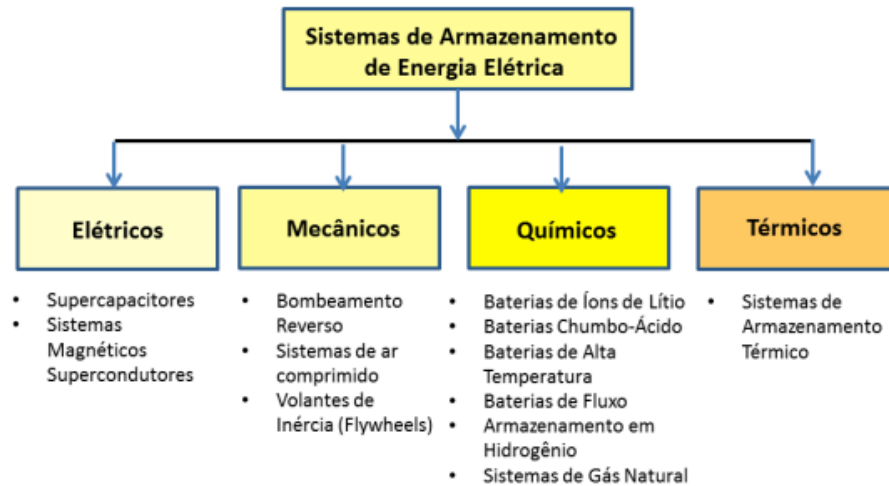 Sistemas de Armazenamento
de Energia Elétrica
Elétricos
Mecânicos
Químicos
Térmicos
• Supercapacitores
• Sistemas
Magnéticos
Supercondutores
• Bombeamento
Reverso
• Sistemas de ar
comprimido
• Volantes de
Inércia (Flywheels)
• Baterias de Íons de Lítio
• Baterias Chumbo-Ácido
• Baterias de Alta
Temperatura
• Baterias de Fluxo
• Armazenamento em
Hidrogênio
• Sistemas de Gás Natural
• Sistemas de
Armazenamento
Térmico